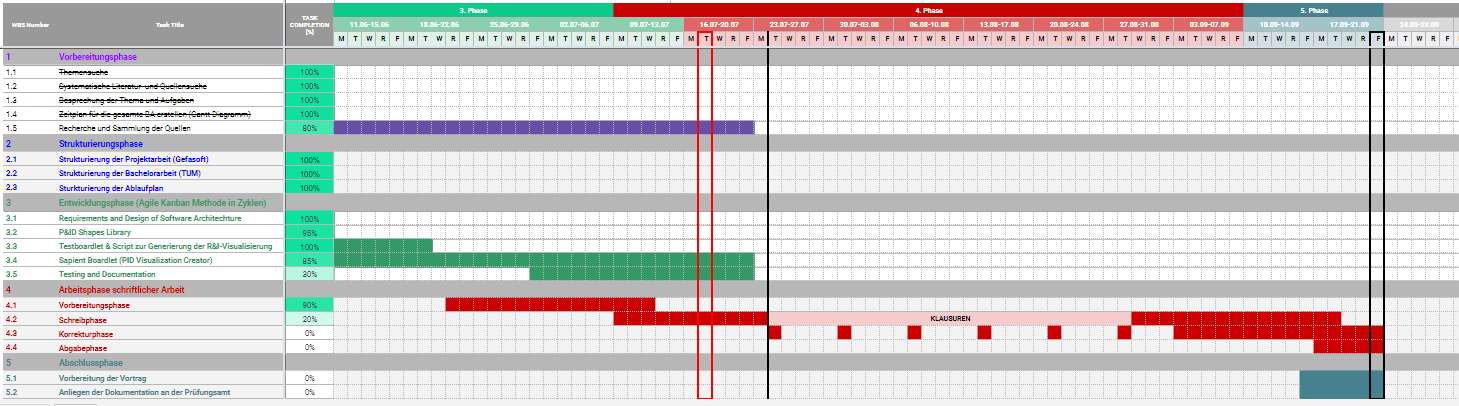 3. Phase 4. Phase 5. Phase
WBS Number Task Title TASK COMPLETION [%] 11.06-15.06 18.06-22.06 25.06-29.06 02.07-06.07 09.07-13.07 16.07-20.07 23.07-27.07 30.07-03.08 06.08-10.08 13.08-17.08 20.08-24.08 27.08-31.08 03.09-07.09 10.09-14.09 17.09-21.09 24.09-28.09
M T W R F M T W R F M T W R F M T W R F M T W R F M T W R F M T W R F M T W R F M T W R F M T W R F M T W R F M T W R F M T W R F M T W R F M T W R F M T W R F
1 Vorbereitungsphase
1.1 Themensuche 100%
1.2 Systematische Literatur- und Quellensuche 100%
1.3 Besprechung der Thema und Aufgaben 100%
1.4 Zeitplan für die gesamte BA erstellen (Gantt Diagramm) 100%
1.5 Recherche und Sammlung der Quellen 80%
2 Strukturierungsphase
2.1 Strukturierung der Projektarbeit (Gefasoft) 100%
2.2 Strukturierung der Bachelorarbeit (TUM) 100%
2.3 Sturkturierung der Ablaufplan 100%
3 Entwicklungsphase (Agile Kanban Methode in Zyklen)
3.1 Requirements and Design of Software Architechture 100%
3.2 P&ID Shapes Library 95%
3.3 Testboardlet & Script zur Generierung der R&I-Visualisierung 100%
3.4 Sapient Boardlet (PID Visualization Creator) 85%
3.5 Testing and Documentation 30%
4 Arbeitsphase schriftlicher Arbeit
4.1 Vorbereitungsphase 90%
4.2 Schreibphase 20% KLAUSUREN
4.3 Korrekturphase 0%
4.4 Abgabephase 0%
5 Abschlussphase
5.1 Vorbereitung der Vortrag 0%
5.2 Anliegen der Dokumentation an der Prüfungsamt 0%